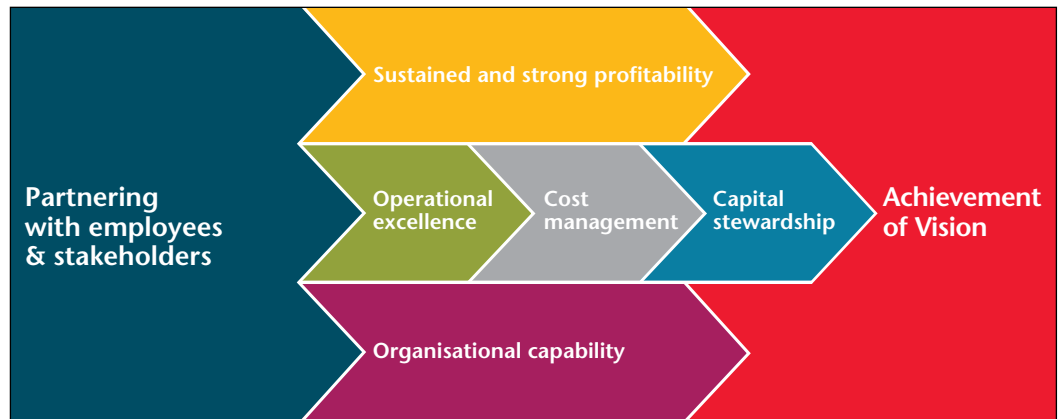 Partnering
with employees
& stakeholders
Sustained and strong profitability
Operational
excellence
Cost
management
Capital
stewardship
Organisational capability
Achievement
of Vision